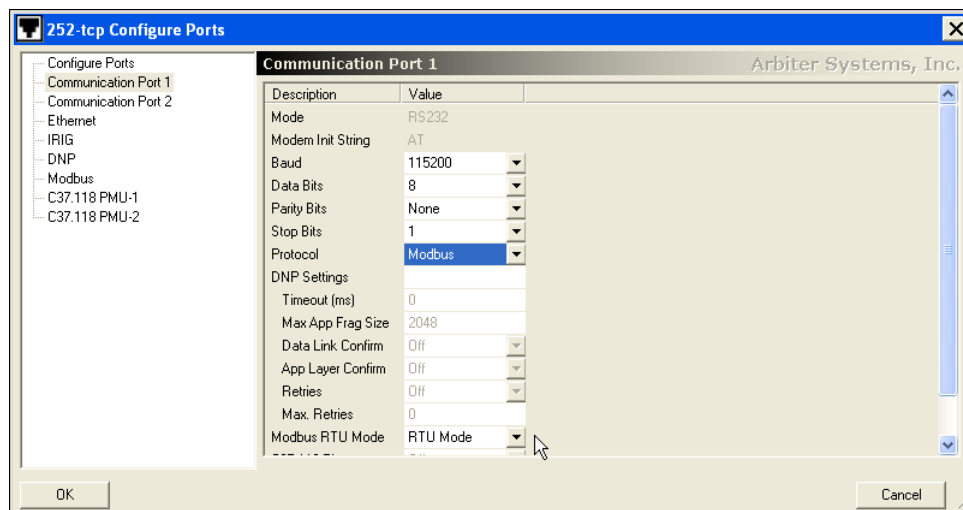 252-tcp Configure Ports
Configure Ports
Communication Port 1
Communication Port 2
Ethernet
IRIG
DNP
Modbus
C37.118 PMU-1
C37.118 PMU-2
Communication Port 1 Arbiter Systems, Inc.
Description Value
Mode RS232
Modem Init String AT
Baud 115200
Data Bits 8
Parity Bits None
Stop Bits 1
Protocol Modbus
DNP Settings
Timeout (ms) 0
Max App Frag Size 2048
Data Link Confirm Off
App Layer Confirm Off
Retries Off
Max. Retries 0
Modbus RTU Mode RTU Mode
OK Cancel